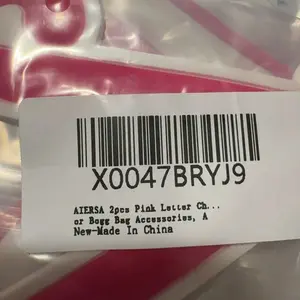 X0047BRYJ9
AIERSA 2pcs Pink Letter Ch...
or Bogg Bag Accessories, A
New-Made In China